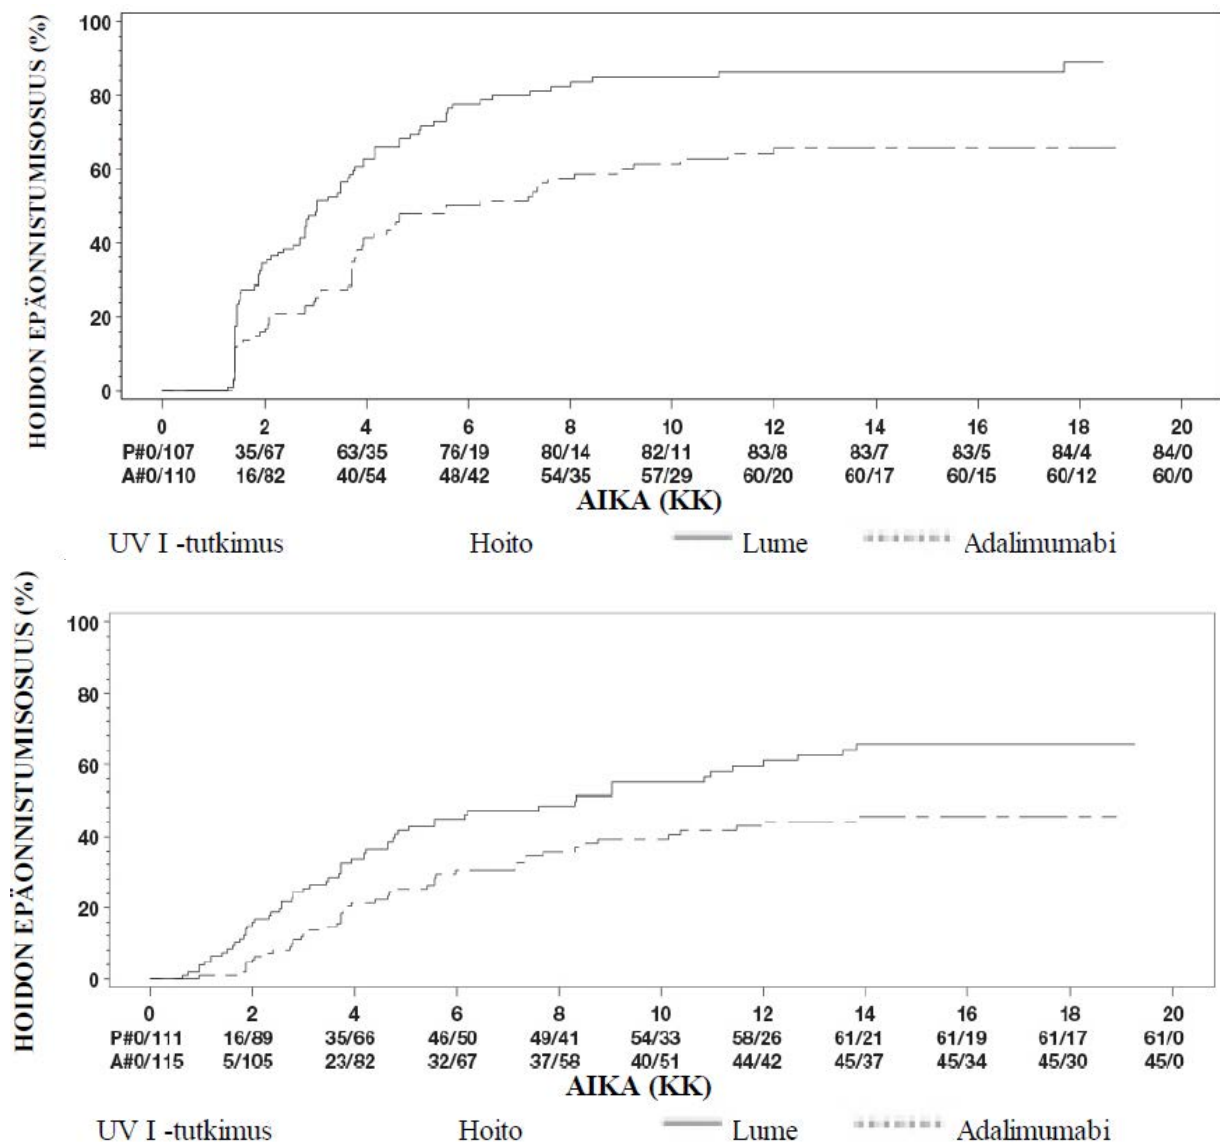 HOIDON EPÄONNISTUMISOSUUS (%)
100
80
60
40
20
0
0 2 4 6 8 10 12 14 16 18 20
P#0/107 35/67 63/35 76/19 80/14 82/11 83/8 83/7 83/5 84/4 84/0
A#0/110 16/82 40/54 48/42 54/35 57/29 60/20 60/17 60/15 60/12 60/0
AIKA (KK)
UV I -tutkimus Hoito Lume Adalimumabi
HOIDON EPÄONNISTUMISOSUUS (%)
100
80
60
40
20
0
0 2 4 6 8 10 12 14 16 18 20
P#0/111 16/89 35/66 46/50 49/41 54/33 58/26 61/21 61/19 61/17 61/0
A#0/115 5/105 23/82 32/67 37/58 40/51 44/42 45/37 45/34 45/30 45/0
AIKA (KK)
UV I -tutkimus Hoito Lume Adalimumabi